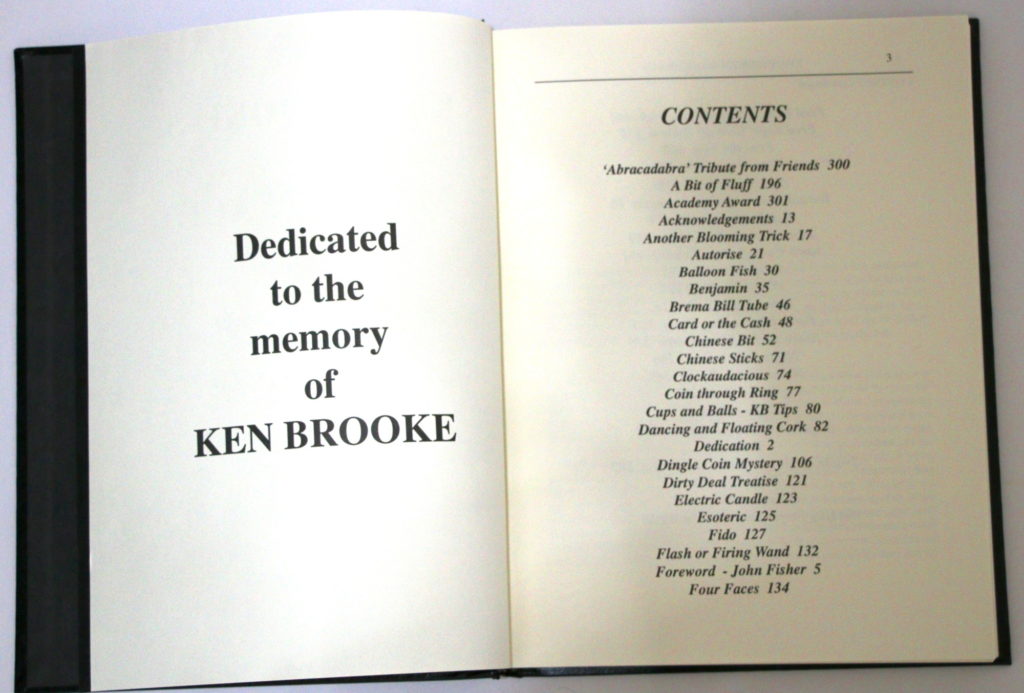 Dedicated
to the
memory
of
KEN BROOKE
3
CONTENTS
‘Abracadabra’ Tribute from Friends 300
A Bit of Fluff 196
Academy Award 301
Acknowledgements 13
Another Blooming Trick 17
Autorise 21
Balloon Fish 30
Benjamin 35
Brema Bill Tube 46
Card or the Cash 48
Chinese Bit 52
Chinese Sticks 71
Clockaudacious 74
Coin through Ring 77
Cups and Balls - KB Tips 80
Dancing and Floating Cork 82
Dedication 2
Dingle Coin Mystery 106
Dirty Deal Treatise 121
Electric Candle 123
Esoteric 125
Fido 127
Flash or Firing Wand 132
Foreword - John Fisher 5
Four Faces 134